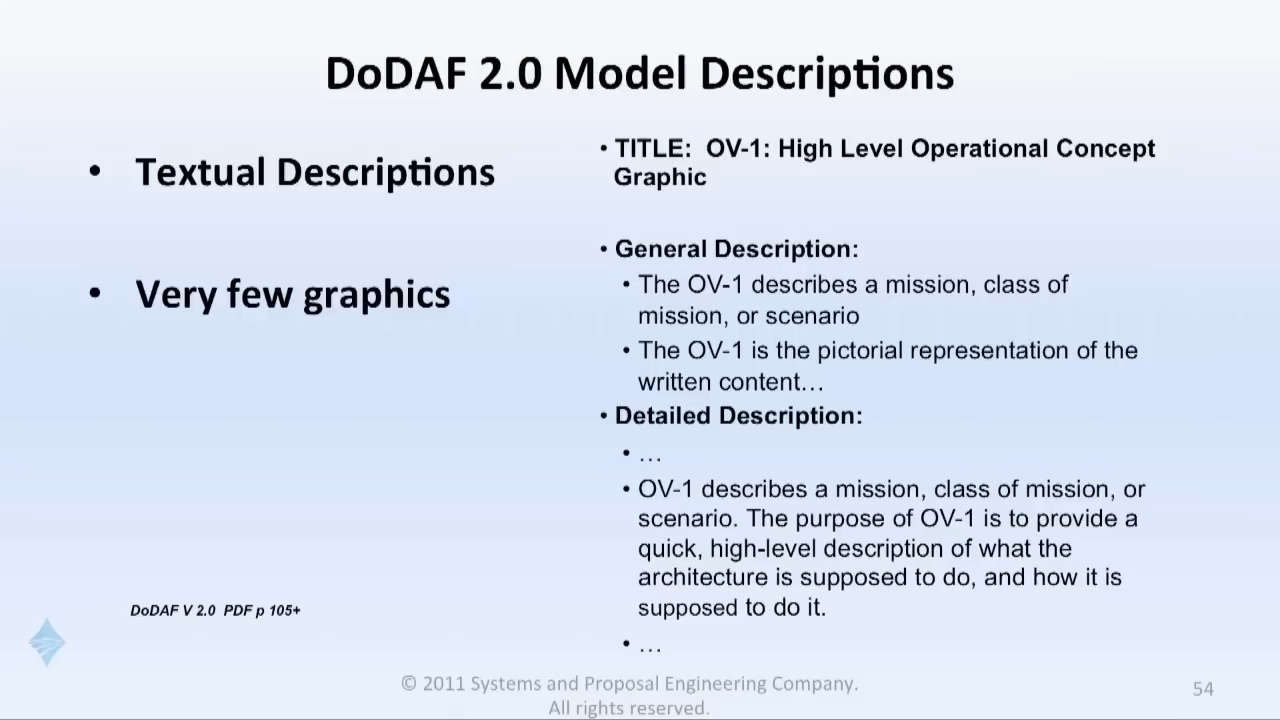 DoDAF 2.0 Model Descriptions
• Textual Descriptions
• Very few graphics
DoDAF V 2.0 PDF p 105+
• TITLE: OV-1: High Level Operational Concept
Graphic
• General Description:
• The OV-1 describes a mission, class of
mission, or scenario
• The OV-1 is the pictorial representation of the
written content…
• Detailed Description:
• …
• OV-1 describes a mission, class of mission, or
scenario. The purpose of OV-1 is to provide a
quick, high-level description of what the
architecture is supposed to do, and how it is
supposed to do it.
• …
© 2011 Systems and Proposal Engineering Company.
All rights reserved.
54